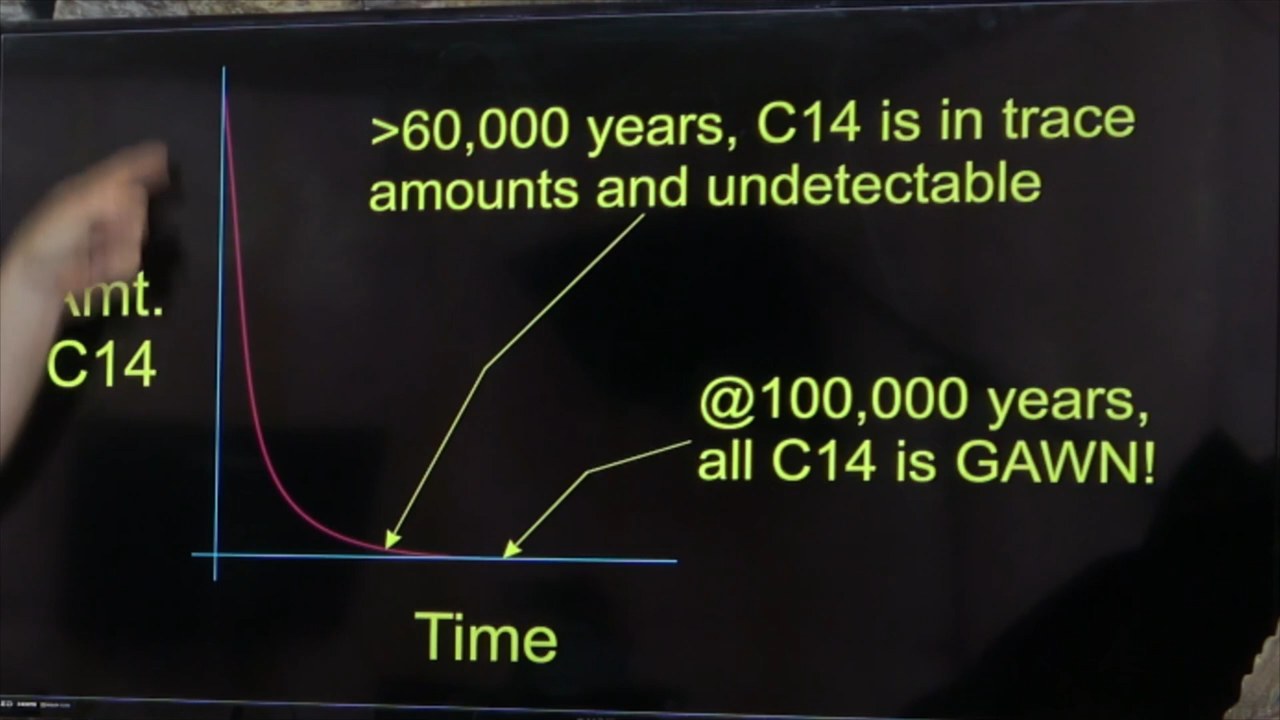 >60,000 years, C14 is in trace
amounts and undetectable
Amt.
C14
@100,000 years,
all C14 is GAWN!
Time